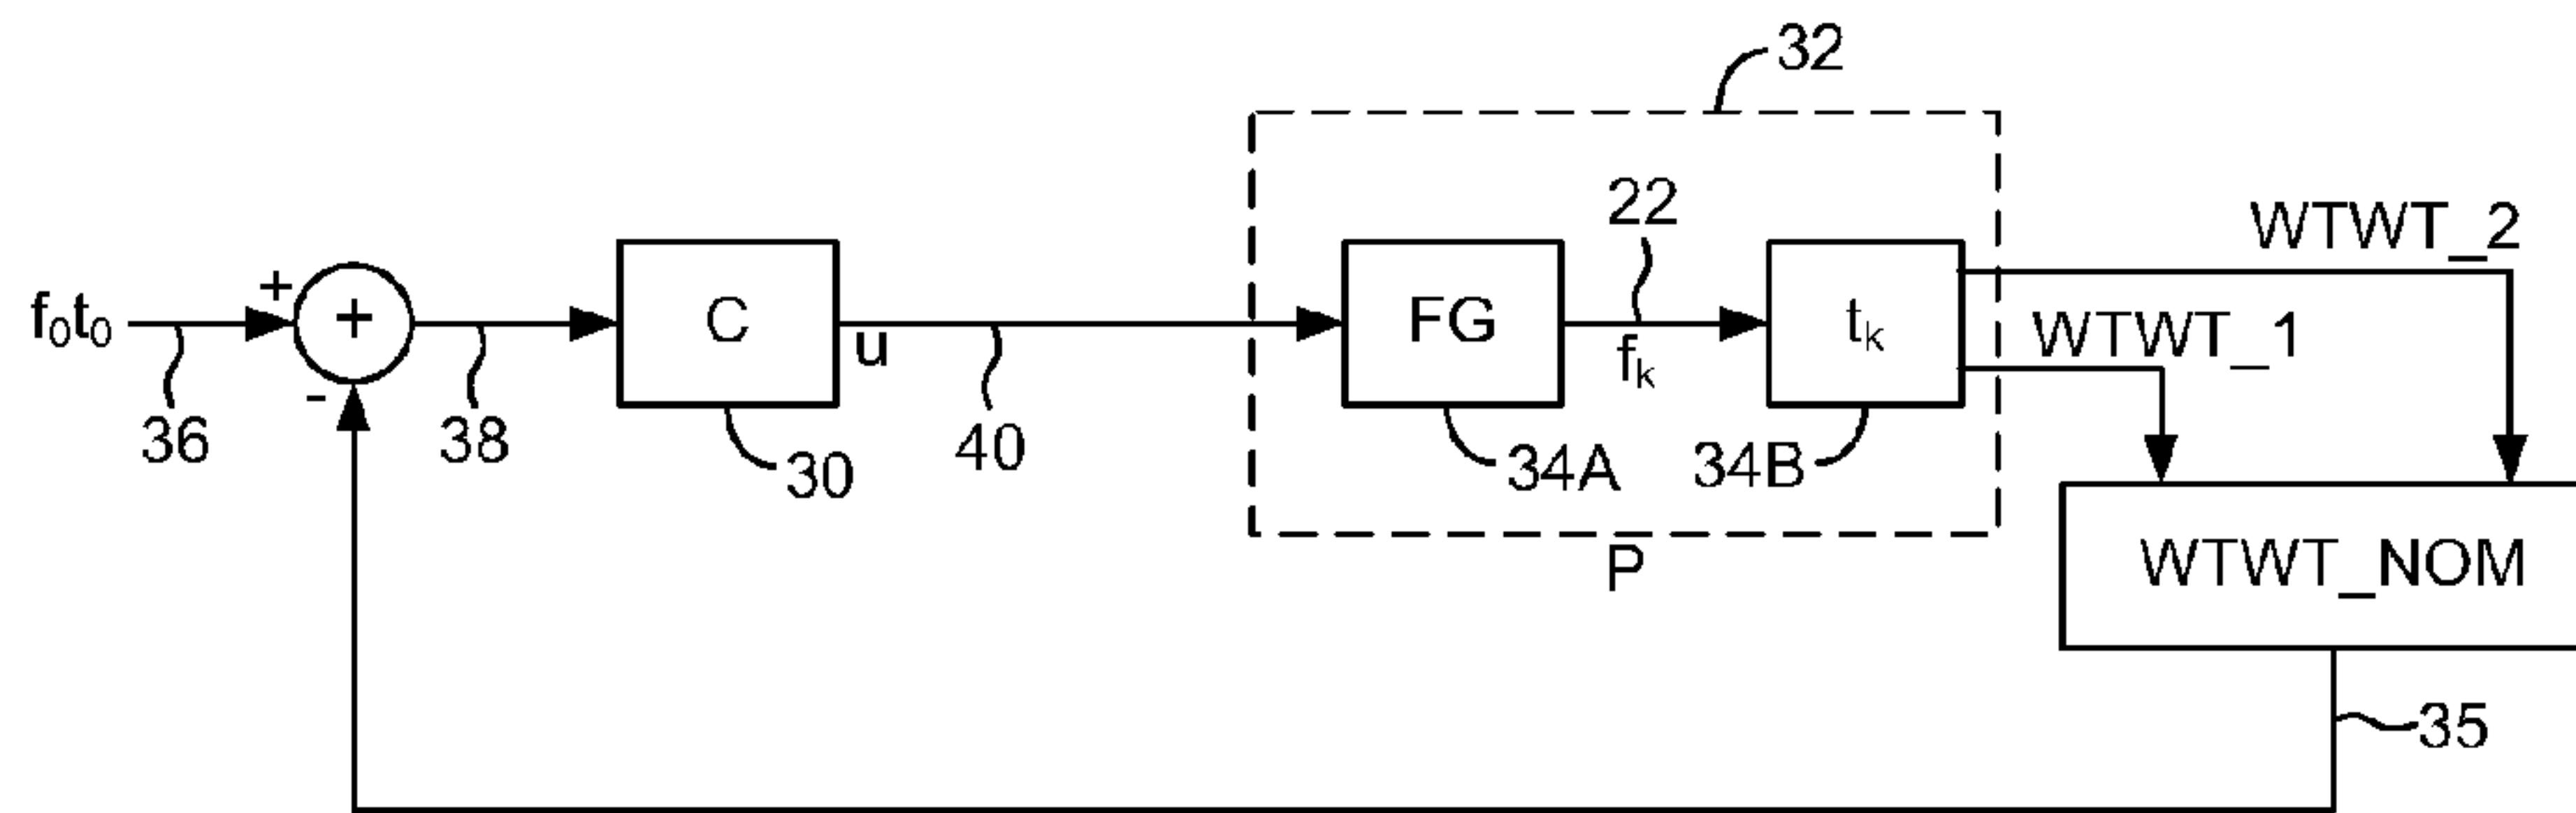 32
22
WTWT_2
f₀t₀
+
+
C
u
FG
fₖ
tₖ
WTWT_1
-
36
38
30
40
34A
34B
P
WTWT_NOM
35